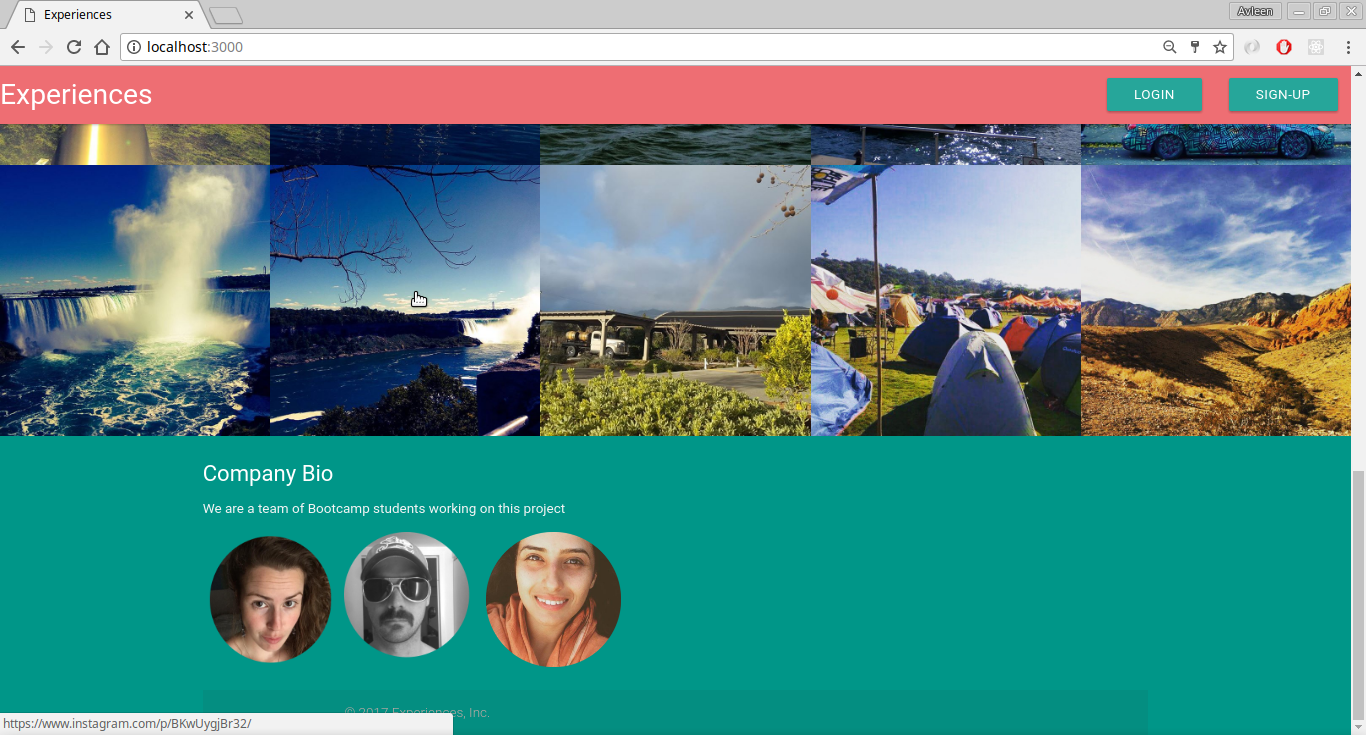 Experiences
Avleen
localhost:3000
Experiences
LOGIN
SIGN-UP
Company Bio
We are a team of Bootcamp students working on this project
© 2017 Experiences, Inc.
https://www.instagram.com/p/BKwUygjBr32/